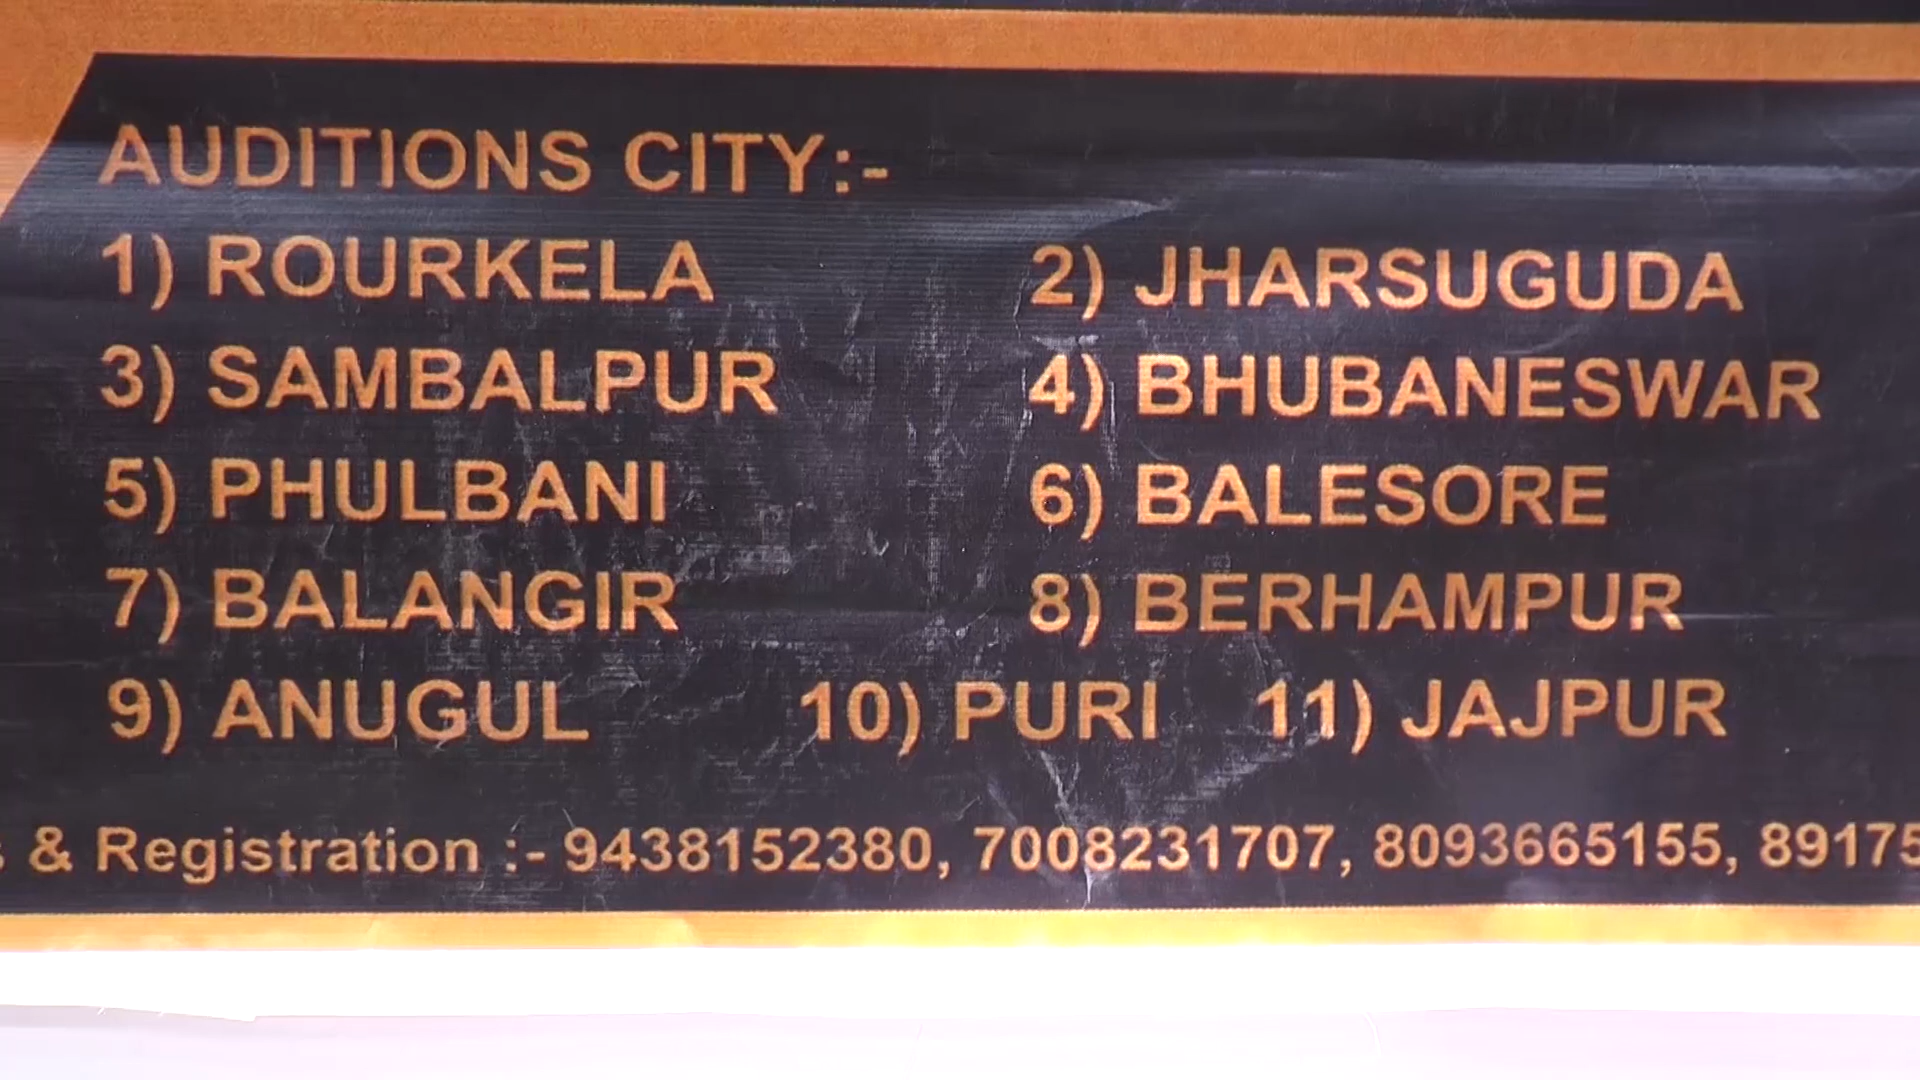 AUDITIONS CITY:-
1) ROURKELA 2) JHARSUGUDA
3) SAMBALPUR 4) BHUBANESWAR
5) PHULBANI 6) BALESORE
7) BALANGIR 8) BERHAMPUR
9) ANUGUL 10) PURI 11) JAJPUR
& Registration :- 9438152380, 7008231707, 8093665155, 89175